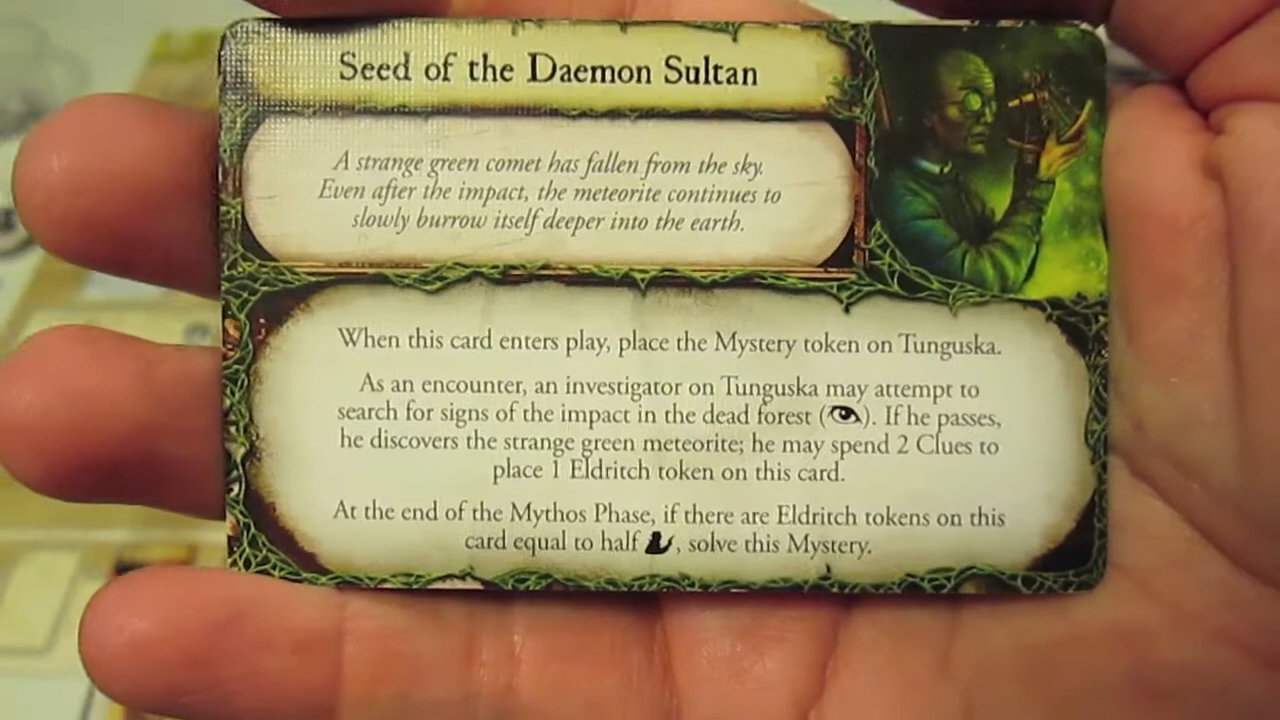 Seed of the Daemon Sultan
A strange green comet has fallen from the sky.
Even after the impact, the meteorite continues to
slowly burrow itself deeper into the earth.
When this card enters play, place the Mystery token on Tunguska.
As an encounter, an investigator on Tunguska may attempt to
search for signs of the impact in the dead forest ( ). If he passes,
he discovers the strange green meteorite; he may spend 2 Clues to
place 1 Eldritch token on this card.
At the end of the Mythos Phase, if there are Eldritch tokens on this
card equal to half , solve this Mystery.